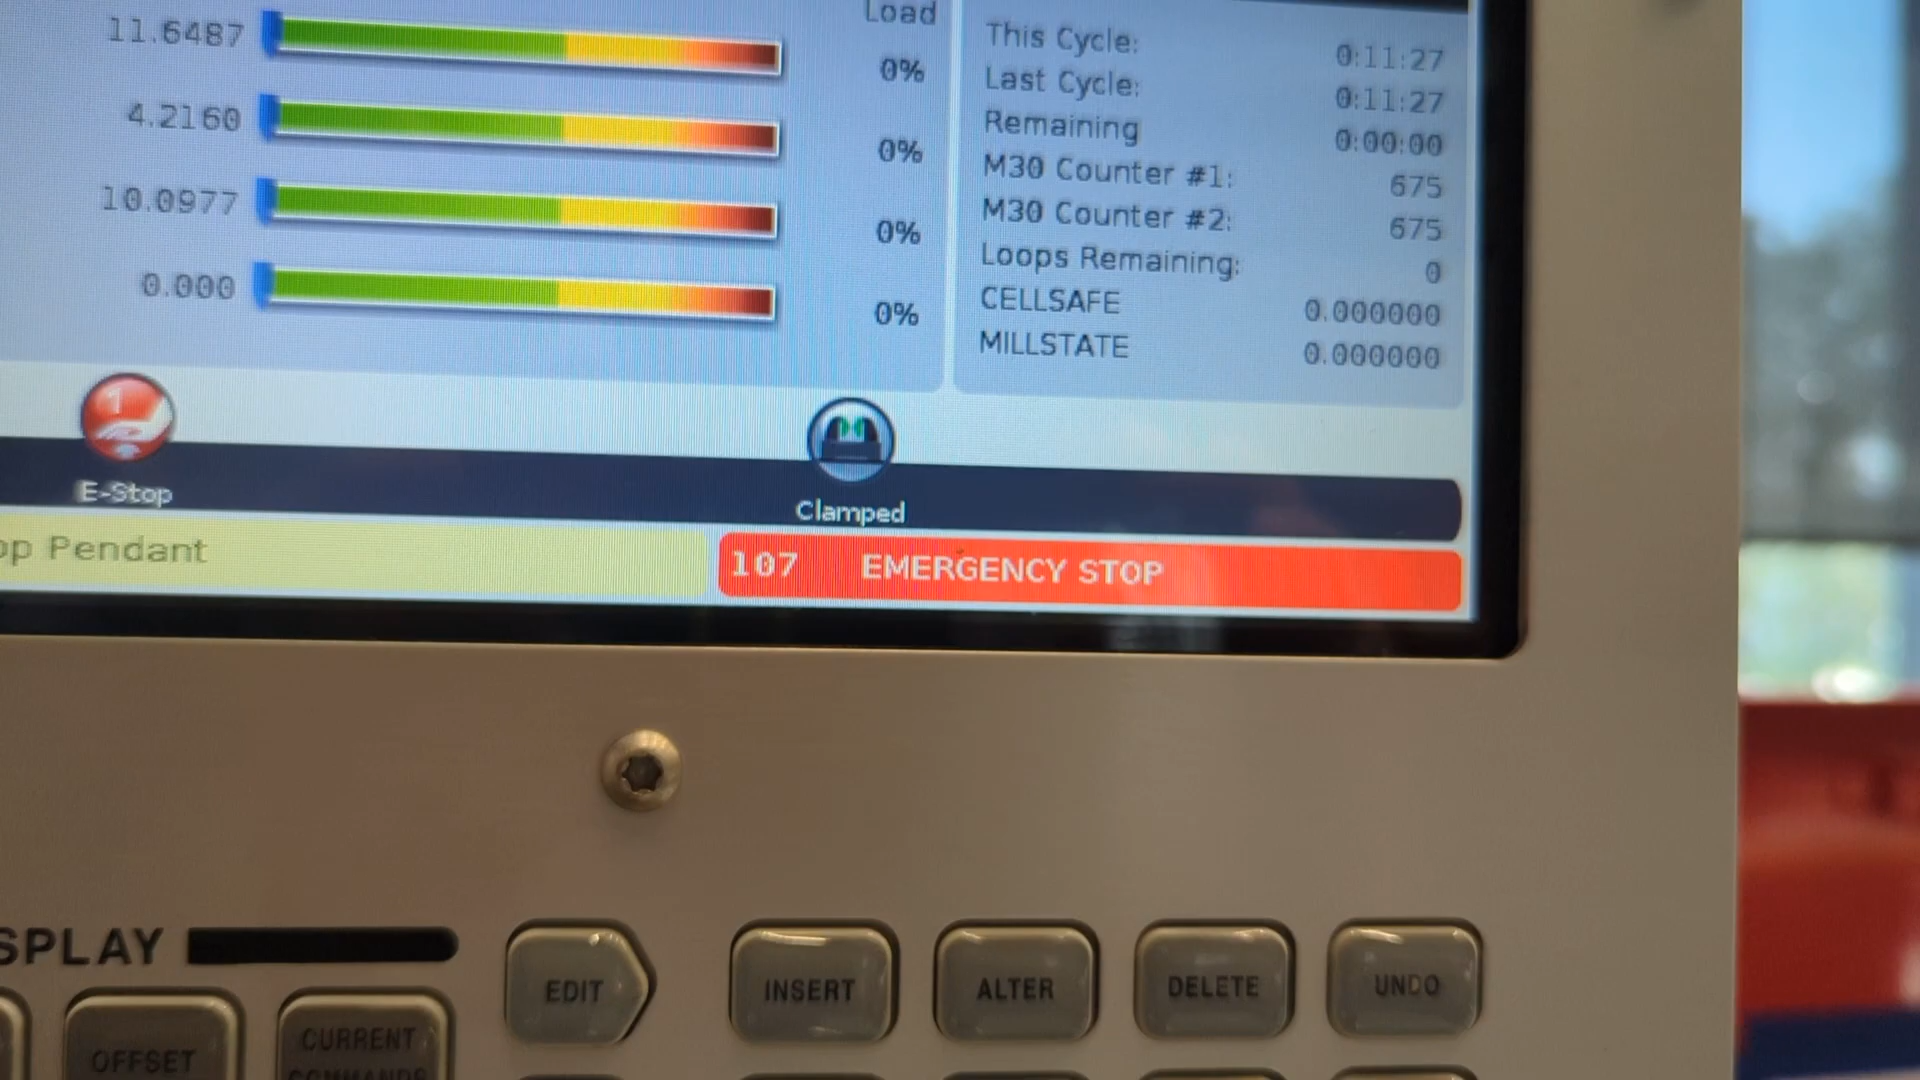 Load
11.6487
0%
4.2160
0%
10.0977
0%
0.000
0%
This Cycle: 0:11:27
Last Cycle: 0:11:27
Remaining 0:00:00
M30 Counter #1: 675
M30 Counter #2: 675
Loops Remaining: 0
CELLSAFE 0.000000
MILLSTATE 0.000000
E-Stop
Clamped
op Pendant
107 EMERGENCY STOP
SPLAY
EDIT
INSERT
ALTER
DELETE
UNDO
OFFSET
CURRENT
COMMANDS